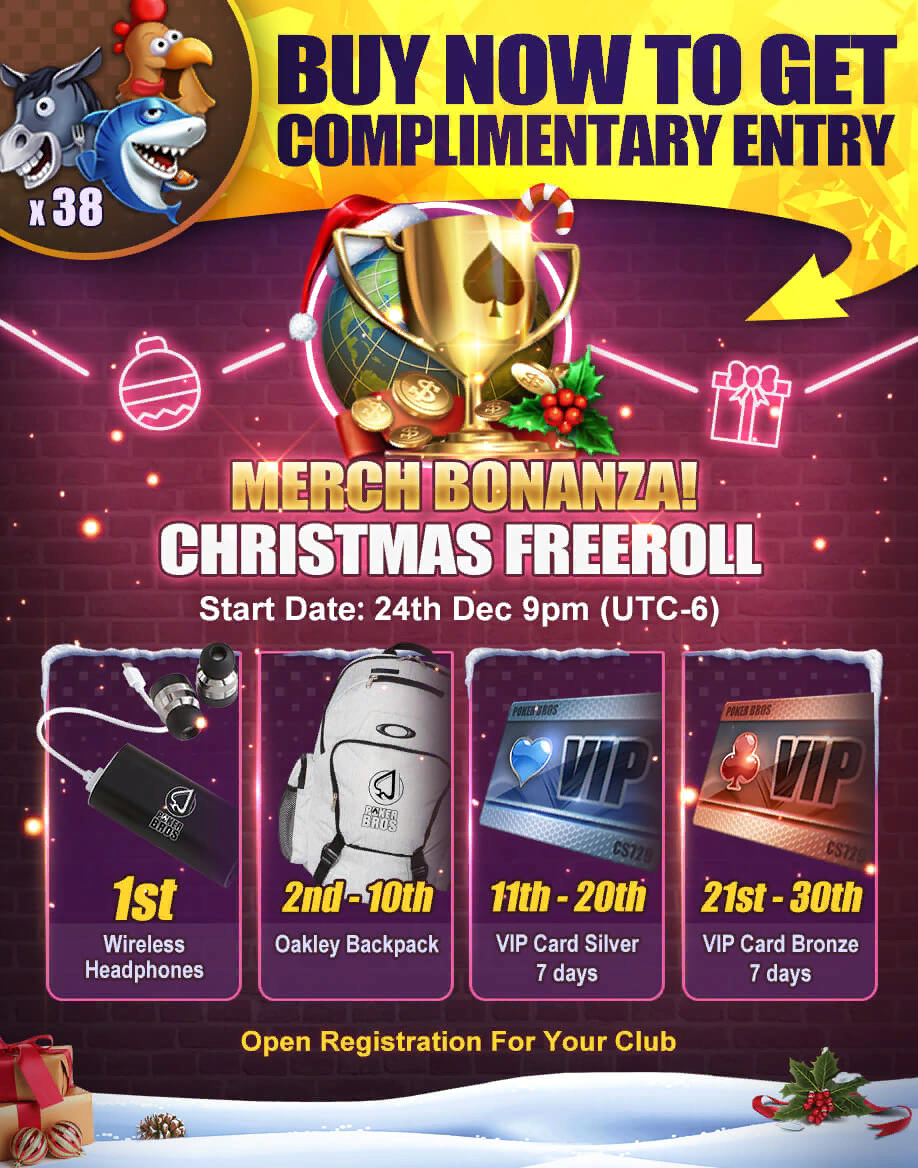 BUY NOW TO GET
COMPLIMENTARY ENTRY
x 38
MERCH BONANZA!
CHRISTMAS FREEROLL
Start Date: 24th Dec 9pm (UTC-6)
POKER
BROS
1st
Wireless
Headphones
POKER
BROS
2nd - 10th
Oakley Backpack
POKER BROS
VIP
CS729
11th - 20th
VIP Card Silver
7 days
POKER BROS
VIP
CS729
21st - 30th
VIP Card Bronze
7 days
Open Registration For Your Club